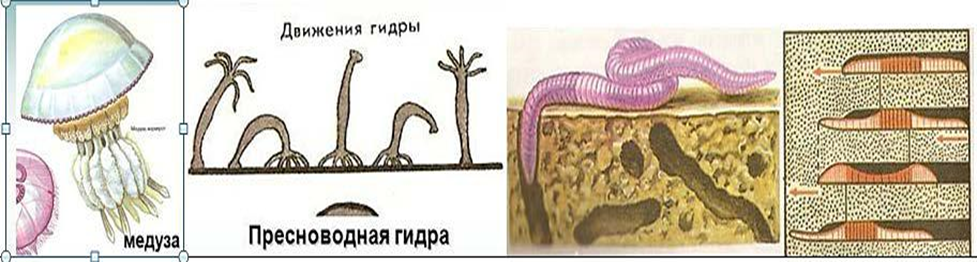 Движения гидры
медуза
Пресноводная гидра